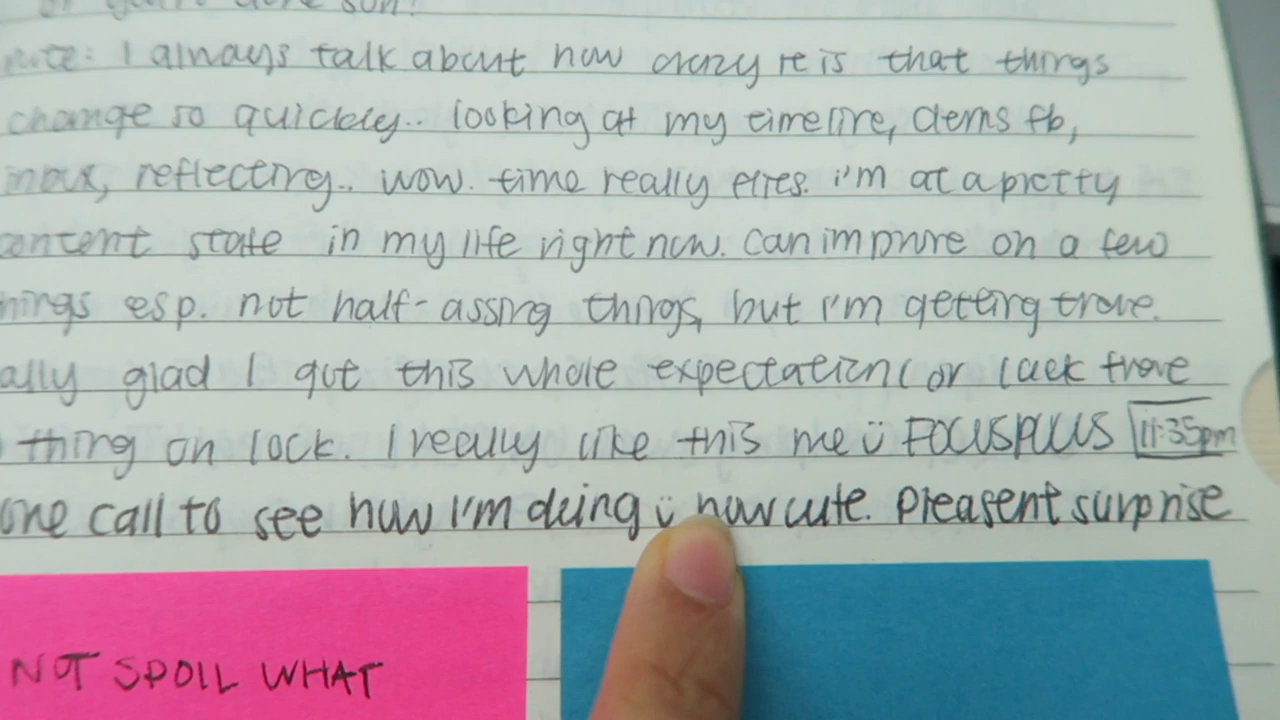 note: I always talk about how crazy it is that things
change so quickly.. looking at my timeline, dems fb,
reflecting.. wow. time really flies. i'm at a pretty
content state in my life right now. can improve on a few
things esp. not half-assing things, but I'm getting there.
ally glad I got this whole expectation (or lack there
thing on lock. I really like this me ü FOCUSPLUS 11:35pm
one call to see how I'm doing ü how cute. pleasent surprise
NOT SPOIL WHAT